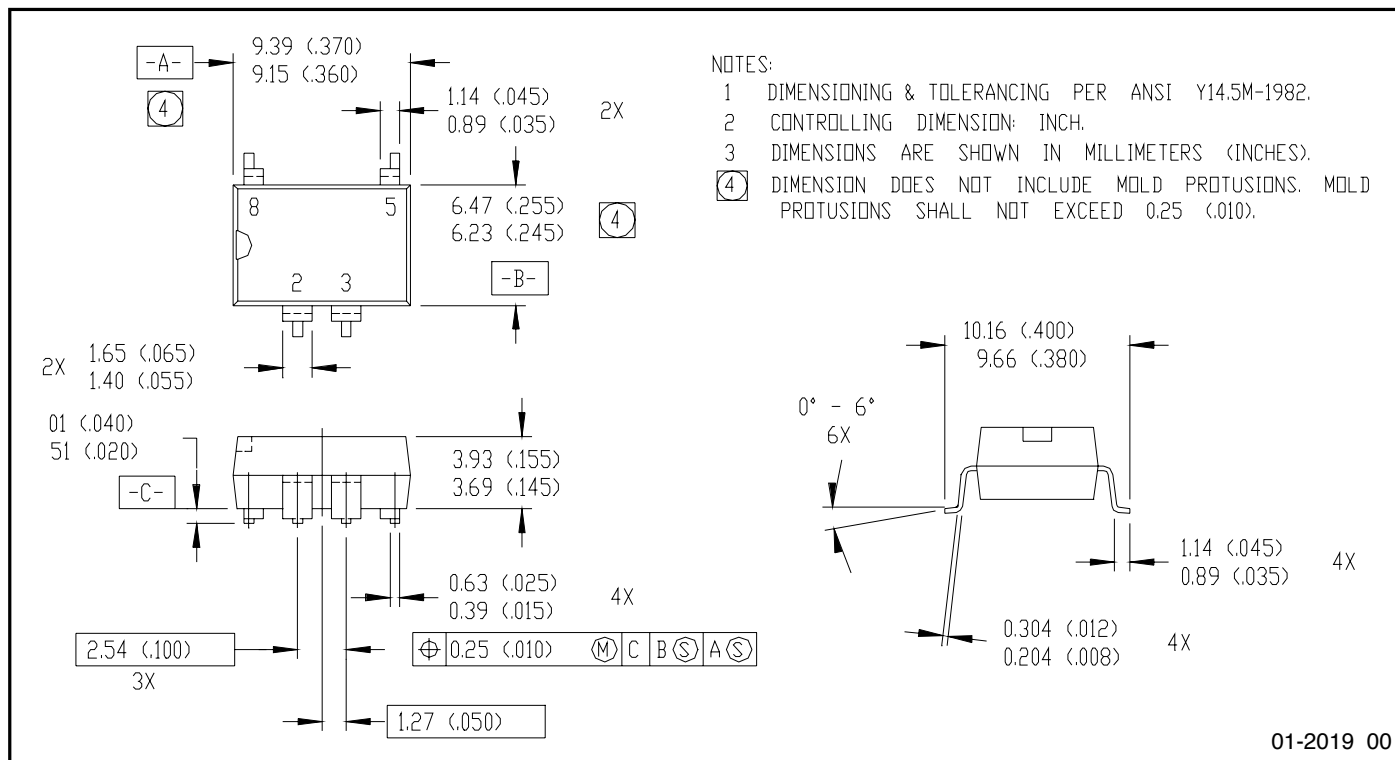 -A-
4
9.39 (.370)
9.15 (.360)
1.14 (.045)
0.89 (.035)
2X
8
5
2
3
6.47 (.255)
6.23 (.245)
4
-B-
2X
1.65 (.065)
1.40 (.055)
01 (.040)
51 (.020)
-C-
3.93 (.155)
3.69 (.145)
0.63 (.025)
0.39 (.015)
4X
2.54 (.100)
3X
⌖ 0.25 (.010) Ⓜ C B Ⓢ A Ⓢ
1.27 (.050)
NOTES:
1 DIMENSIONING & TOLERANCING PER ANSI Y14.5M-1982.
2 CONTROLLING DIMENSION: INCH.
3 DIMENSIONS ARE SHOWN IN MILLIMETERS (INCHES).
4 DIMENSION DOES NOT INCLUDE MOLD PROTUSIONS. MOLD
PROTUSIONS SHALL NOT EXCEED 0.25 (.010).
10.16 (.400)
9.66 (.380)
0° - 6°
6X
1.14 (.045)
0.89 (.035)
4X
0.304 (.012)
0.204 (.008)
4X
01-2019 00